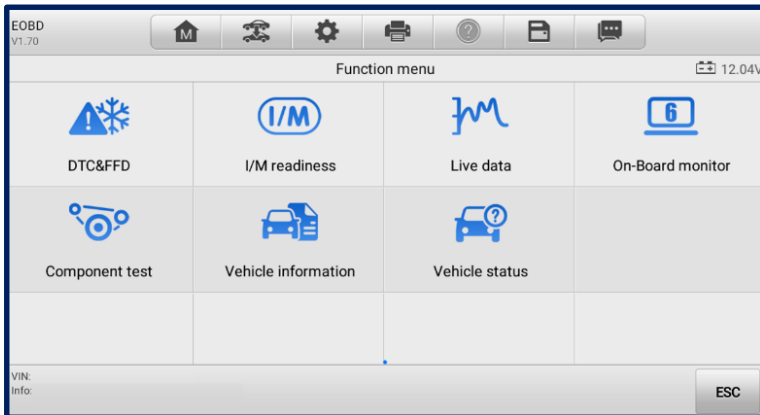 EOBD
V1.70
M
?
Function menu
12.04V
DTC&FFD
I/M
I/M readiness
Live data
6
On-Board monitor
Component test
Vehicle information
?
Vehicle status
VIN:
Info:
ESC